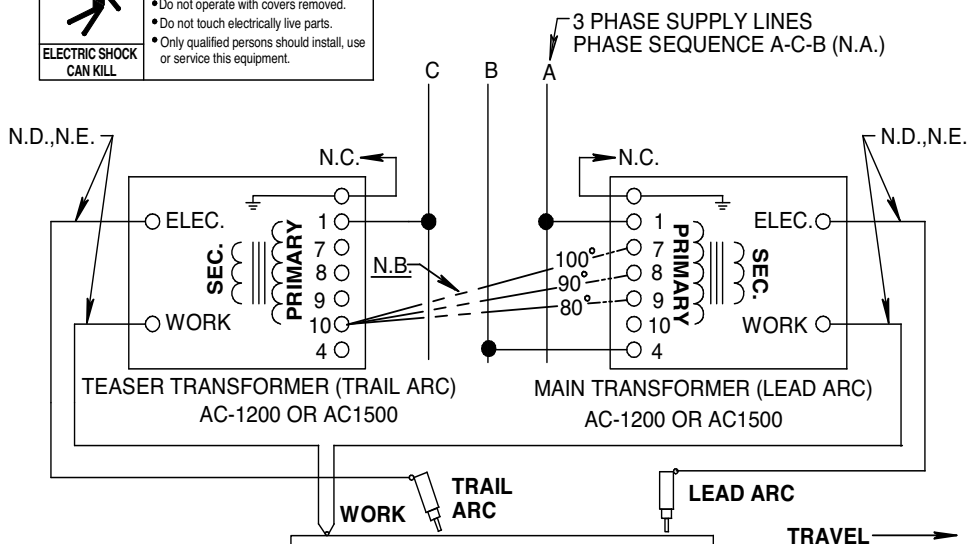 • Do not operate with covers removed.
• Do not touch electrically live parts.
• Only qualified persons should install, use
or service this equipment.
ELECTRIC SHOCK
CAN KILL
3 PHASE SUPPLY LINES
PHASE SEQUENCE A-C-B (N.A.)
C B A
N.D.,N.E.
N.C.
N.C.
N.D.,N.E.
ELEC.
SEC.
PRIMARY
1
7
8
9
10
4
WORK
N.B.
100°
90°
80°
1
7
8
9
10
4
PRIMARY
SEC.
ELEC.
WORK
TEASER TRANSFORMER (TRAIL ARC)
AC-1200 OR AC1500
MAIN TRANSFORMER (LEAD ARC)
AC-1200 OR AC1500
WORK
TRAIL
ARC
LEAD ARC
TRAVEL